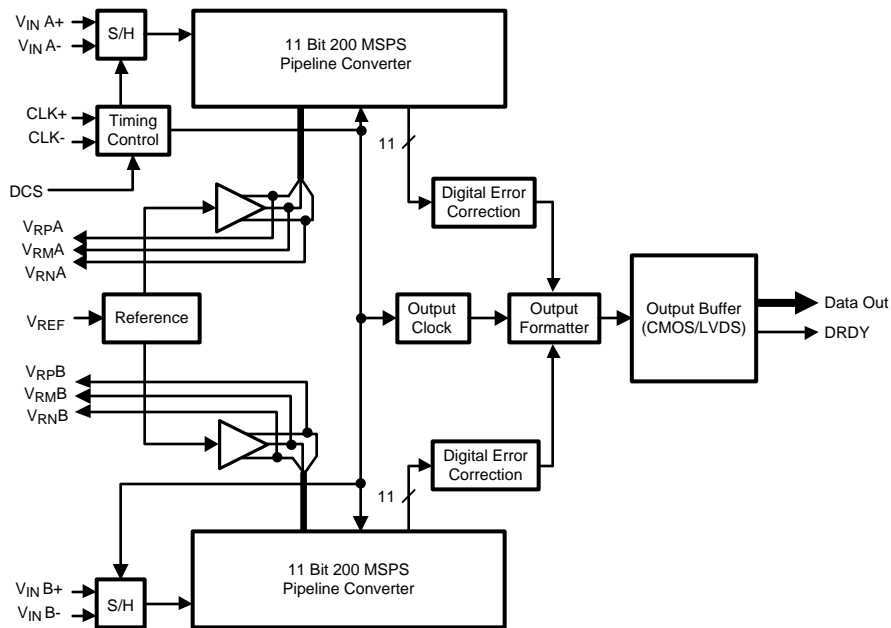 VIN A+
VIN A-
S/H
11 Bit 200 MSPS
Pipeline Converter
CLK+
CLK-
Timing
Control
11
DCS
Digital Error
Correction
VRPA
VRMA
VRNA
VREF
Reference
Output
Clock
Output
Formatter
Output Buffer
(CMOS/LVDS)
Data Out
DRDY
VRPB
VRMB
VRNB
Digital Error
Correction
11
11 Bit 200 MSPS
Pipeline Converter
VIN B+
VIN B-
S/H